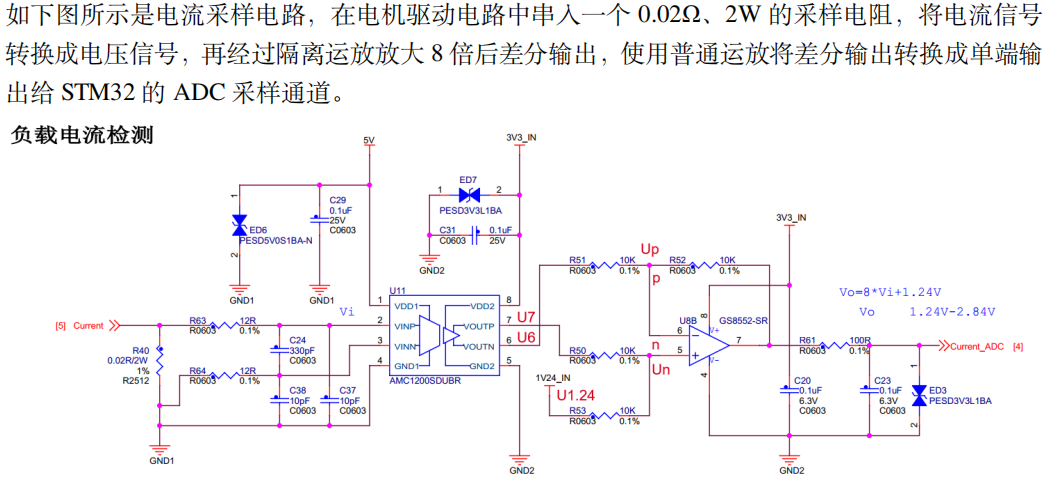 如下图所示是电流采样电路，在电机驱动电路中串入一个 0.02Ω、2W 的采样电阻，将电流信号
转换成电压信号，再经过隔离运放放大 8 倍后差分输出，使用普通运放将差分输出转换成单端输
出给 STM32 的 ADC 采样通道。
负载电流检测
5V
3V3_IN
ED7
1
2
PESD3V3L1BA
1
C29
0.1uF
25V
C0603
ED6
PESD5V0S1BA-N
2
C31
0.1uF
C0603
25V
GND2
GND1
GND1
3V3_IN
Up
R51
10K
R0603
0.1%
R52
10K
R0603
0.1%
p
U11
Vo=8*Vi+1.24V
Vo 1.24V-2.84V
Vi
1
VDD1
VDD2
8
U7
[5] Current
R63
12R
R0603
0.1%
2
VINP
VOUTP
7
8
V+
U8B
GS8552-SR
C24
330pF
C0603
3
VINN
VOUTN
6
U6
n
6
7
R61
100R
R0603
0.1%
Current_ADC [4]
R40
0.02R/2W
1%
R2512
R64
12R
R0603
0.1%
4
GND1
GND2
5
R50
10K
R0603
0.1%
5
Un
V-
4
1
AMC1200SDUBR
1V24_IN
U1.24
C38
10pF
C0603
C37
10pF
C0603
C20
0.1uF
6.3V
C0603
C23
0.1uF
6.3V
C0603
ED3
PESD3V3L1BA
R53
10K
R0603
0.1%
2
GND1
GND2
GND2